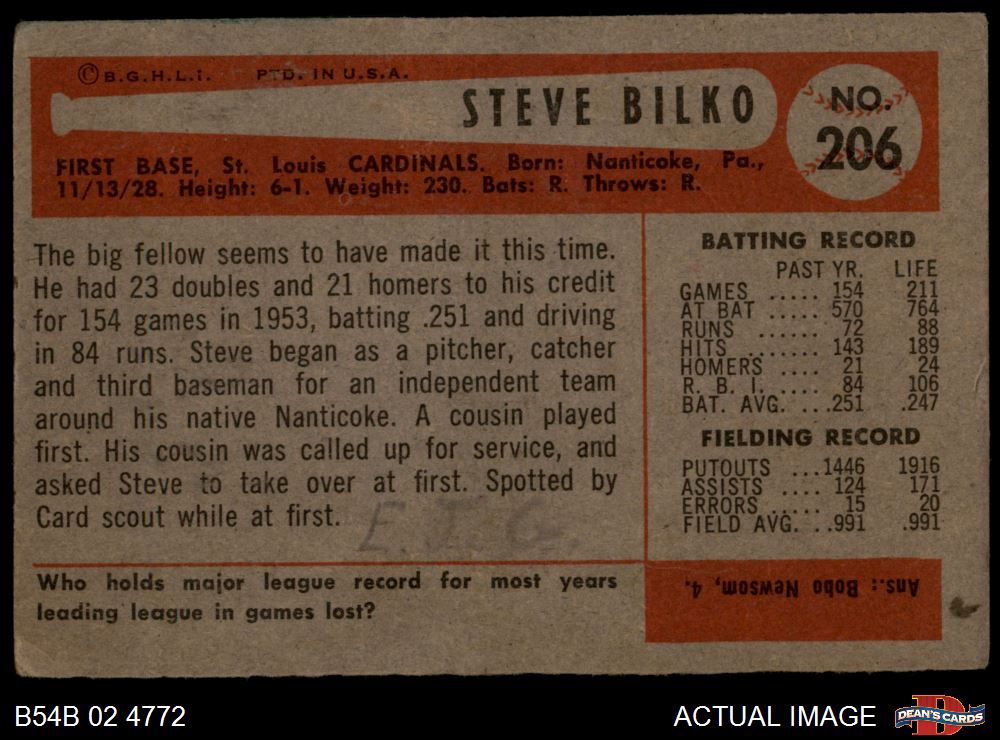 © B.G.H.L.I. PTD. IN U.S.A.
STEVE BILKO
NO.
206
FIRST BASE, St. Louis CARDINALS. Born: Nanticoke, Pa.,
11/13/28. Height: 6-1. Weight: 230. Bats: R. Throws: R.
The big fellow seems to have made it this time.
He had 23 doubles and 21 homers to his credit
for 154 games in 1953, batting .251 and driving
in 84 runs. Steve began as a pitcher, catcher
and third baseman for an independent team
around his native Nanticoke. A cousin played
first. His cousin was called up for service, and
asked Steve to take over at first. Spotted by
Card scout while at first.
E.J.G.
BATTING RECORD
PAST YR. LIFE
GAMES ..... 154 211
AT BAT ..... 570 764
RUNS ...... 72 88
HITS ....... 143 189
HOMERS .... 21 24
R. B. I. .... 84 106
BAT. AVG. ...251 .247
FIELDING RECORD
PUTOUTS ...1446 1916
ASSISTS .... 124 171
ERRORS ..... 15 20
FIELD AVG. ..991 .991
Who holds major league record for most years
leading league in games lost?
Ans.: Bobo Newsom, 4.
B54B 02 4772
ACTUAL IMAGE
D
DEAN'S CARDS